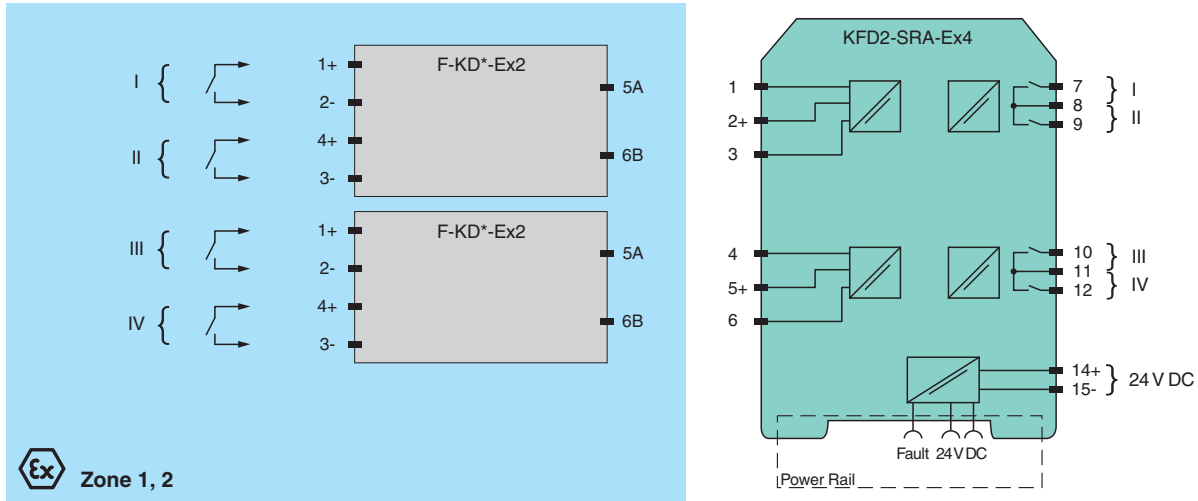 I
II
III
IV
1+
2-
4+
3-
F-KD*-Ex2
5A
6B
1+
2-
4+
3-
F-KD*-Ex2
5A
6B
Ex
Zone 1, 2
KFD2-SRA-Ex4
1
2+
3
4
5+
6
7
8
9
I
II
10
11
12
III
IV
14+
15-
24 V DC
Fault 24 V DC
Power Rail